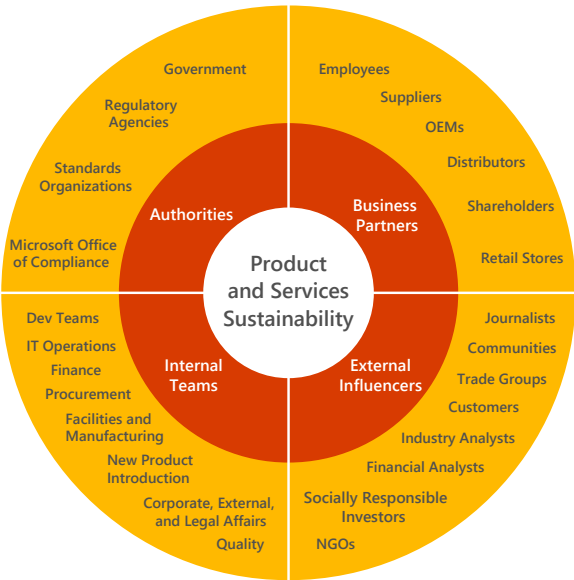 Government
Regulatory
Agencies
Standards
Organizations
Microsoft Office
of Compliance
Authorities
Employees
Suppliers
OEMs
Distributors
Shareholders
Retail Stores
Business
Partners
Product
and Services
Sustainability
Internal
Teams
Dev Teams
IT Operations
Finance
Procurement
Facilities and
Manufacturing
New Product
Introduction
Corporate, External,
and Legal Affairs
Quality
External
Influencers
Journalists
Communities
Trade Groups
Customers
Industry Analysts
Financial Analysts
Socially Responsible
Investors
NGOs